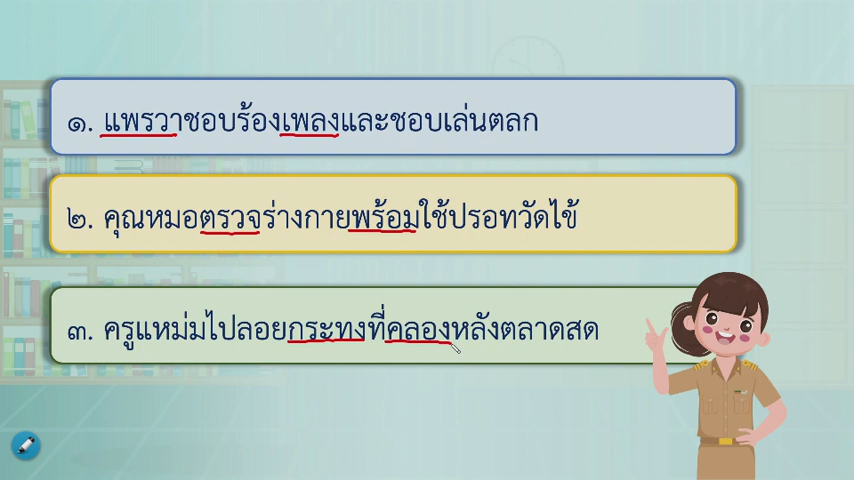 ๑. แพรวาชอบร้องเพลงและชอบเล่นตลก
๒. คุณหมอตรวจร่างกายพร้อมใช้ปรอทวัดไข้
๓. ครูแหม่มไปลอยกระทงที่คลองหลังตลาดสด